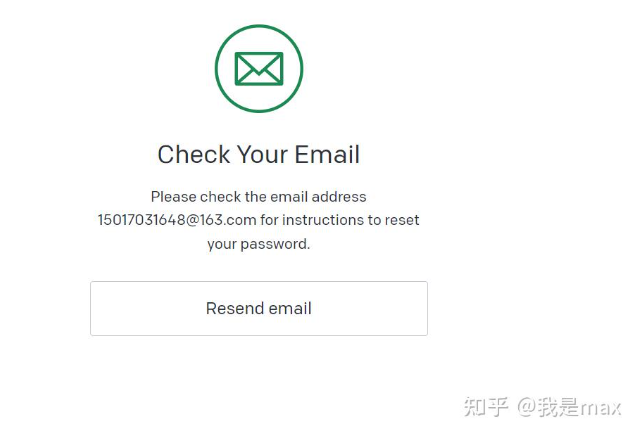 Check Your Email
Please check the email address
15017031648@163.com for instructions to reset
your password.
Resend email
知乎 @我是max